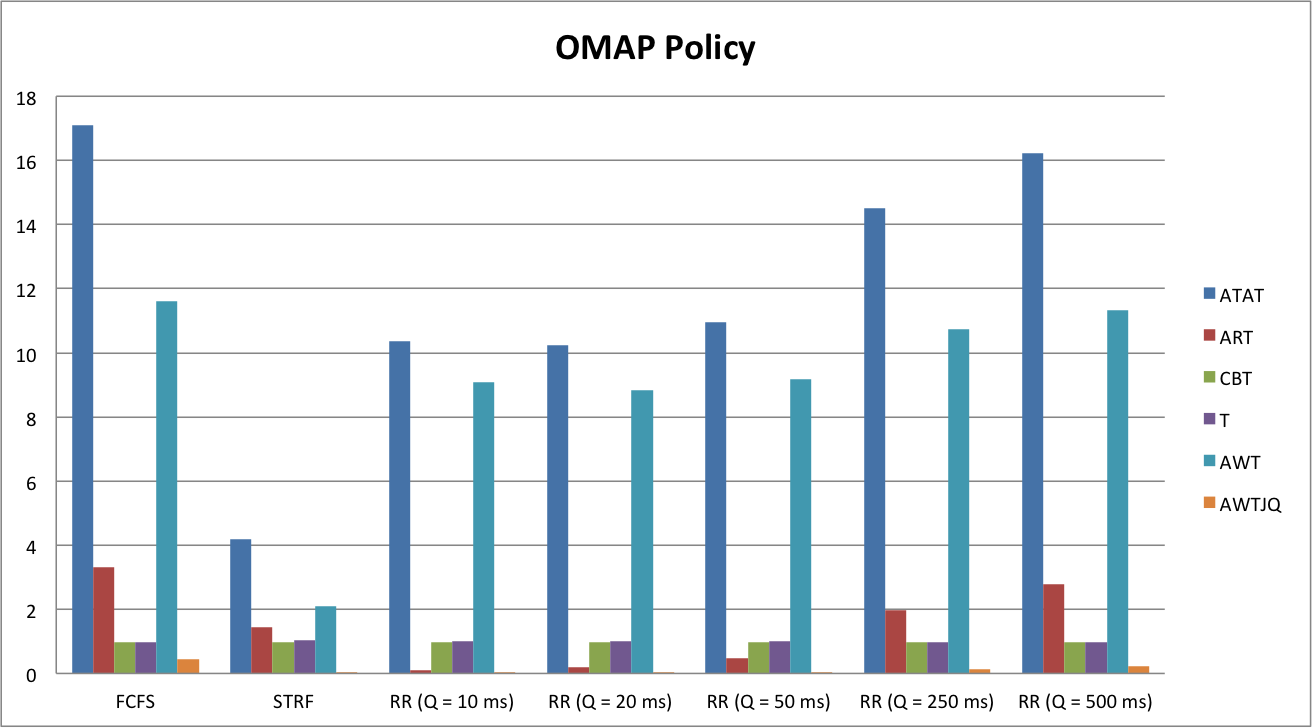 OMAP Policy
18
16
14
12
10
8
6
4
2
0
FCFS
STRF
RR (Q = 10 ms)
RR (Q = 20 ms)
RR (Q = 50 ms)
RR (Q = 250 ms)
RR (Q = 500 ms)
ATAT
ART
CBT
T
AWT
AWTJQ